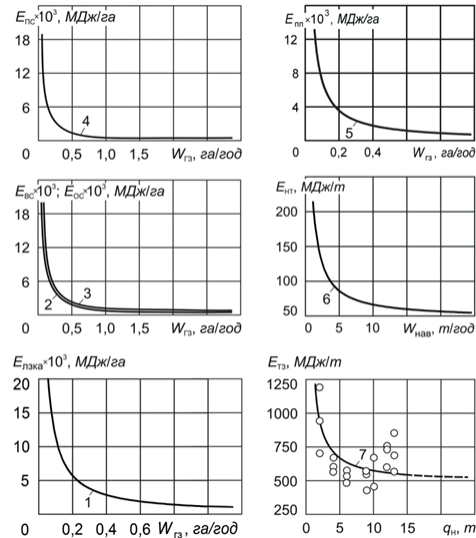 Eпс×10³, МДж/га
18
12
6
4
0 0,5 1,0 1,5 Wгз, га/год
Eпп×10³, МДж/га
12
8
4
5
0 0,2 0,4 Wгз, га/год
Eвс×10³; Eос×10³, МДж/га
18
12
6
2 3
0 0,5 1,0 1,5 Wгз, га/год
Eнт, МДж/т
200
150
100
50
6
0 5 10 Wнав, т/год
Eлзка×10³, МДж/га
20
15
10
5
1
0 0,2 0,4 0,6 Wгз, га/год
Eтз, МДж/т
1250
1000
750
500
250
7
0 5 10 15 qн, т